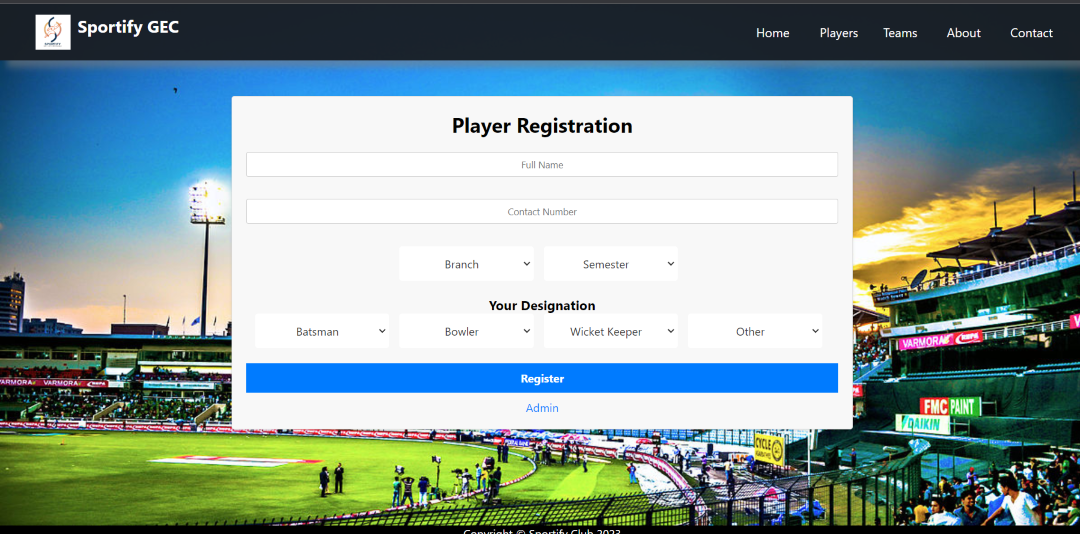 Sportify GEC
Home Players Teams About Contact
Player Registration
Full Name
Contact Number
Branch Semester
Your Designation
Batsman Bowler Wicket Keeper Other
Register
Admin
VARMORA
VARMORA VARMORA
FMC PAINT
DAIKIN
CYCLE
Copyright © Sportify Club 2023